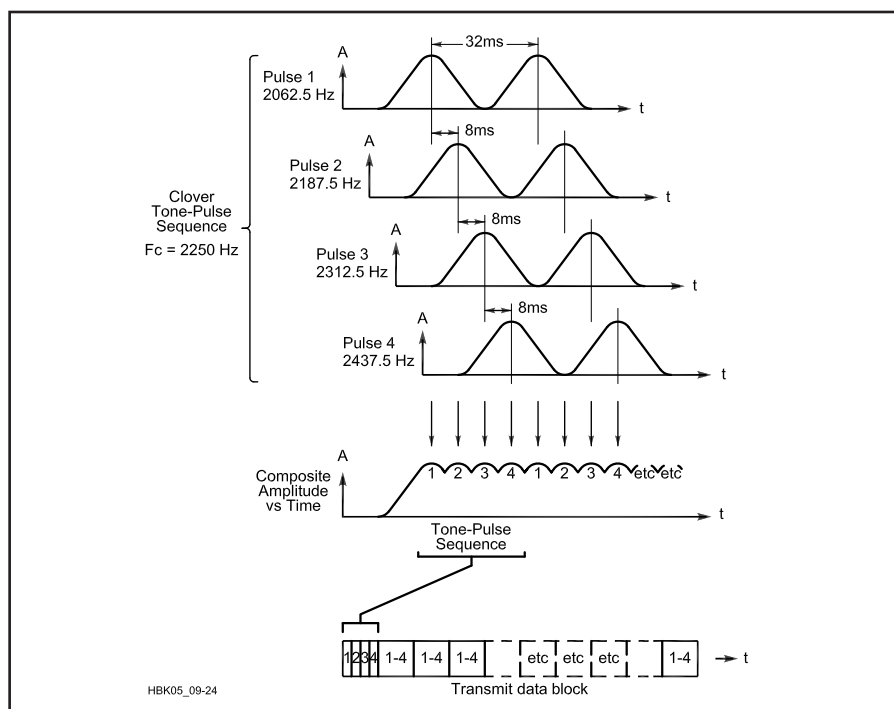 32ms
A
Pulse 1
2062.5 Hz
t
8ms
A
Pulse 2
2187.5 Hz
t
Clover
Tone-Pulse
Sequence
Fc = 2250 Hz
8ms
A
Pulse 3
2312.5 Hz
t
8ms
A
Pulse 4
2437.5 Hz
t
A
Composite
Amplitude
vs Time
1 2 3 4 1 2 3 4 etc etc
t
Tone-Pulse
Sequence
1 2 3 4 1-4 1-4 1-4 etc etc etc 1-4 t
HBK05_09-24
Transmit data block